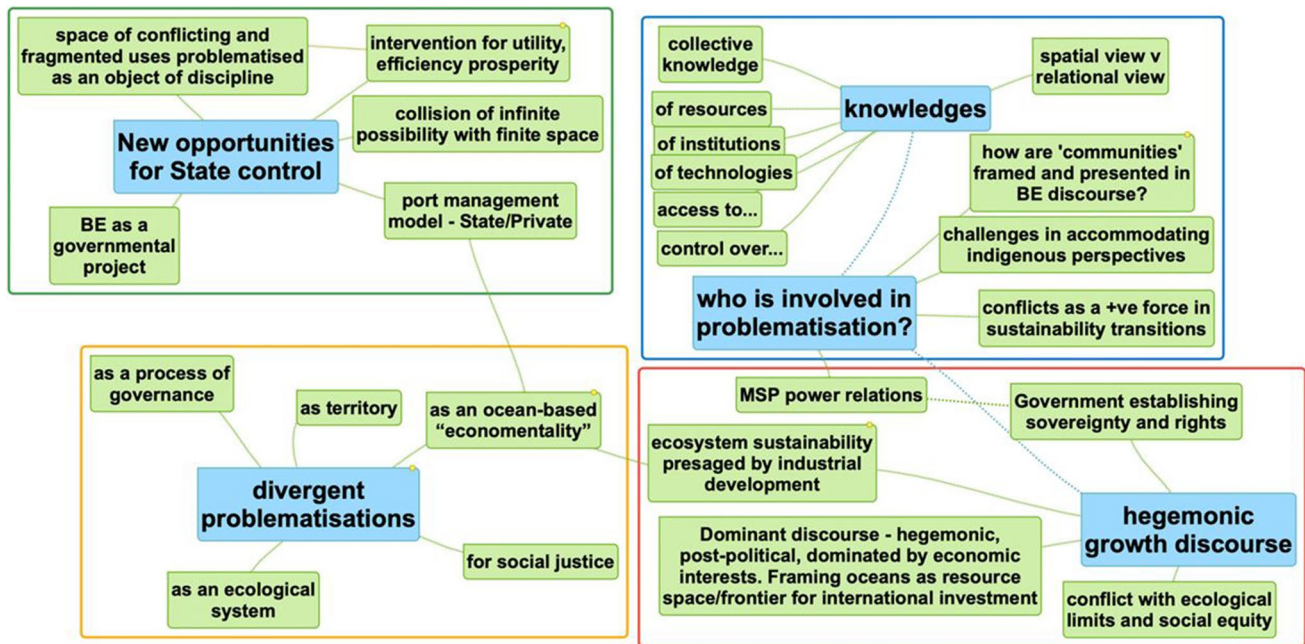 space of conflicting and
fragmented uses problematised
as an object of discipline
intervention for utility,
efficiency prosperity
collision of infinite
possibility with finite space
New opportunities
for State control
port management
model - State/Private
BE as a
governmental
project
collective
knowledge
spatial view v
relational view
knowledges
of resources
of institutions
of technologies
access to...
control over...
how are 'communities'
framed and presented in
BE discourse?
challenges in accommodating
indigenous perspectives
who is involved in
problematisation?
conflicts as a +ve force in
sustainability transitions
as a process of
governance
as territory
as an ocean-based
“econometality”
divergent
problematisations
for social justice
as an ecological
system
MSP power relations
Government establishing
sovereignty and rights
ecosystem sustainability
presaged by industrial
development
hegemonic
growth discourse
Dominant discourse - hegemonic,
post-political, dominated by economic
interests. Framing oceans as resource
space/frontier for international investment
conflict with ecological
limits and social equity